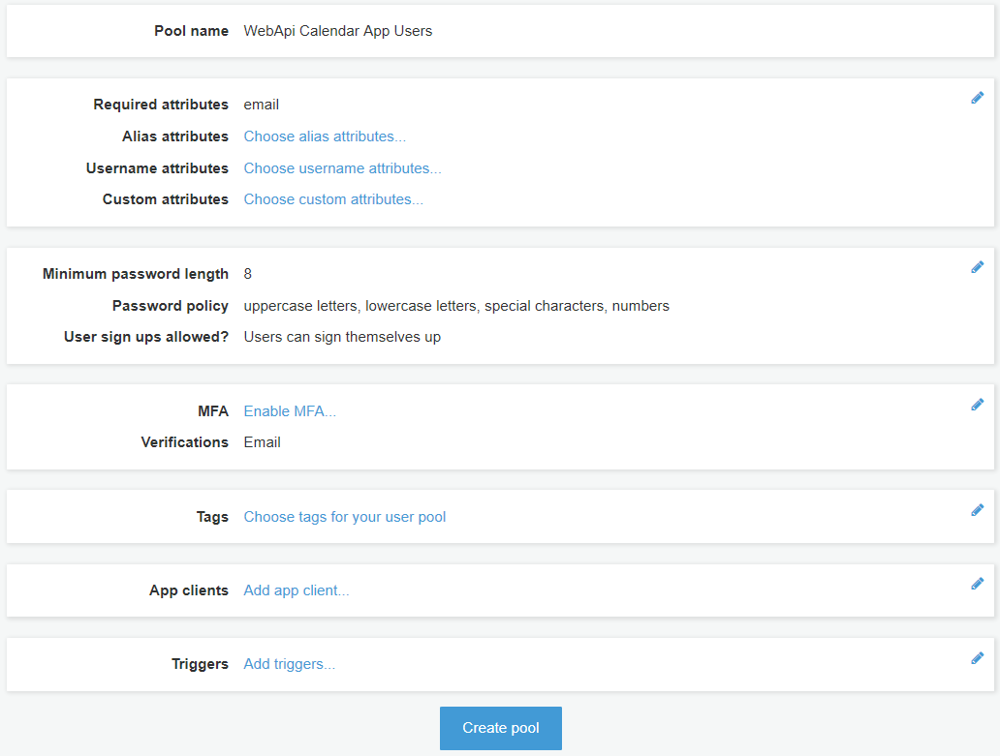 Pool name WebApi Calendar App Users
Required attributes email
Alias attributes Choose alias attributes...
Username attributes Choose username attributes...
Custom attributes Choose custom attributes...
Minimum password length 8
Password policy uppercase letters, lowercase letters, special characters, numbers
User sign ups allowed? Users can sign themselves up
MFA Enable MFA...
Verifications Email
Tags Choose tags for your user pool
App clients Add app client...
Triggers Add triggers...
Create pool